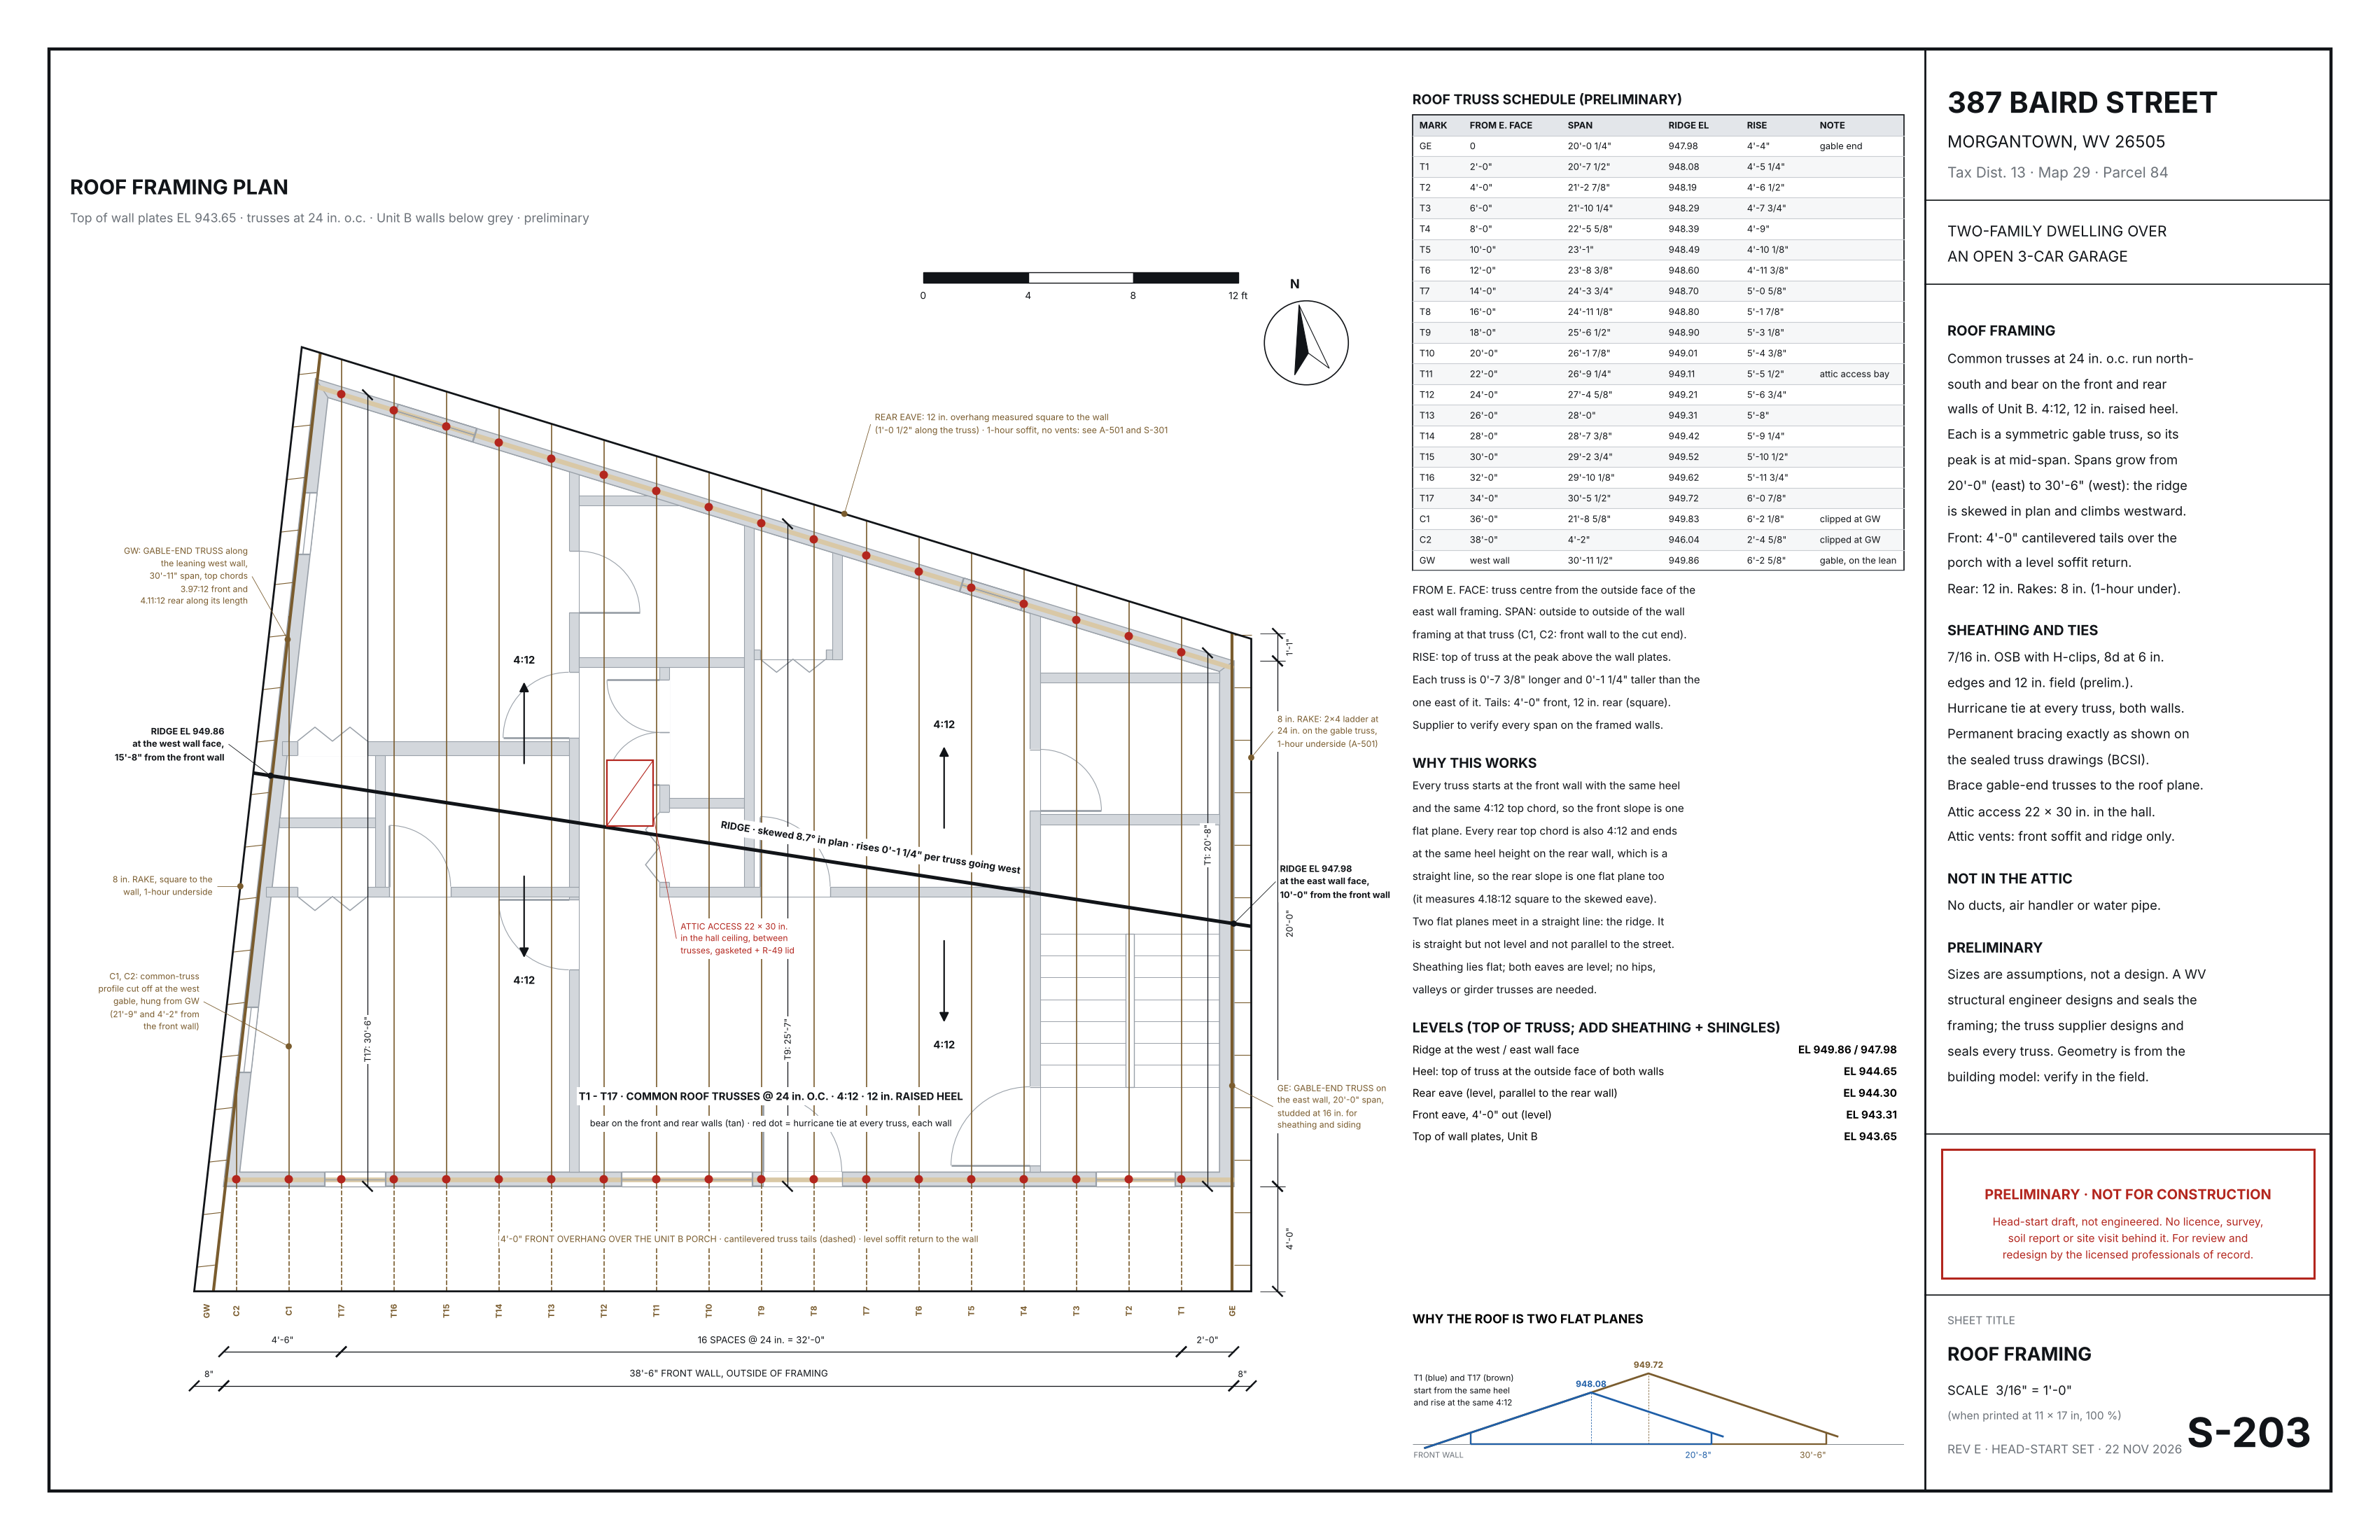 ROOF FRAMING PLAN
Top of wall plates EL 943.65 · trusses at 24 in. o.c. · Unit B walls below grey · preliminary
0 4 8 12 ft
N
REAR EAVE: 12 in. overhang measured square to the wall
(1'-0 1/2" along the truss) · 1-hour soffit, no vents: see A-501 and S-301
GW: GABLE-END TRUSS along
the leaning west wall,
30'-11" span, top chords
3.97:12 front and
4.11:12 rear along its length
RIDGE EL 949.86
at the west wall face,
15'-8" from the front wall
8 in. RAKE, square to the
wall, 1-hour underside
C1, C2: common-truss
profile cut off at the west
gable, hung from GW
(21'-9" and 4'-2" from
the front wall)
4:12
4:12
4:12
4:12
RIDGE · skewed 8.7° in plan · rises 0'-1 1/4" per truss going west
ATTIC ACCESS 22 × 30 in.
in the hall ceiling, between
trusses, gasketed + R-49 lid
T17: 30'-6"
T9: 25'-7"
T1: 20'-8"
1'-1"
20'-0"
4'-0"
8 in. RAKE: 2×4 ladder at
24 in. on the gable truss,
1-hour underside (A-501)
RIDGE EL 947.98
at the east wall face,
10'-0" from the front wall
GE: GABLE-END TRUSS on
the east wall, 20'-0" span,
studded at 16 in. for
sheathing and siding
T1 - T17 · COMMON ROOF TRUSSES @ 24 in. O.C. · 4:12 · 12 in. RAISED HEEL
bear on the front and rear walls (tan) · red dot = hurricane tie at every truss, each wall
4'-0" FRONT OVERHANG OVER THE UNIT B PORCH · cantilevered truss tails (dashed) · level soffit return to the wall
GW C2 C1 T17 T16 T15 T14 T13 T12 T11 T10 T9 T8 T7 T6 T5 T4 T3 T2 T1 GE
4'-6" 16 SPACES @ 24 in. = 32'-0" 2'-0"
8" 38'-6" FRONT WALL, OUTSIDE OF FRAMING 8"
ROOF TRUSS SCHEDULE (PRELIMINARY)
MARK FROM E. FACE SPAN RIDGE EL RISE NOTE
GE 0 20'-0 1/4" 947.98 4'-4" gable end
T1 2'-0" 20'-7 1/2" 948.08 4'-5 1/4"
T2 4'-0" 21'-2 7/8" 948.19 4'-6 1/2"
T3 6'-0" 21'-10 1/4" 948.29 4'-7 3/4"
T4 8'-0" 22'-5 5/8" 948.39 4'-9"
T5 10'-0" 23'-1" 948.49 4'-10 1/8"
T6 12'-0" 23'-8 3/8" 948.60 4'-11 3/8"
T7 14'-0" 24'-3 3/4" 948.70 5'-0 5/8"
T8 16'-0" 24'-11 1/8" 948.80 5'-1 7/8"
T9 18'-0" 25'-6 1/2" 948.90 5'-3 1/8"
T10 20'-0" 26'-1 7/8" 949.01 5'-4 3/8"
T11 22'-0" 26'-9 1/4" 949.11 5'-5 1/2" attic access bay
T12 24'-0" 27'-4 5/8" 949.21 5'-6 3/4"
T13 26'-0" 28'-0" 949.31 5'-8"
T14 28'-0" 28'-7 3/8" 949.42 5'-9 1/4"
T15 30'-0" 29'-2 3/4" 949.52 5'-10 1/2"
T16 32'-0" 29'-10 1/8" 949.62 5'-11 3/4"
T17 34'-0" 30'-5 1/2" 949.72 6'-0 7/8"
C1 36'-0" 21'-8 5/8" 949.83 6'-2 1/8" clipped at GW
C2 38'-0" 4'-2" 946.04 2'-4 5/8" clipped at GW
GW west wall 30'-11 1/2" 949.86 6'-2 5/8" gable, on the lean
FROM E. FACE: truss centre from the outside face of the
east wall framing. SPAN: outside to outside of the wall
framing at that truss (C1, C2: front wall to the cut end).
RISE: top of truss at the peak above the wall plates.
Each truss is 0'-7 3/8" longer and 0'-1 1/4" taller than the
one east of it. Tails: 4'-0" front, 12 in. rear (square).
Supplier to verify every span on the framed walls.
WHY THIS WORKS
Every truss starts at the front wall with the same heel
and the same 4:12 top chord, so the front slope is one
flat plane. Every rear top chord is also 4:12 and ends
at the same heel height on the rear wall, which is a
straight line, so the rear slope is one flat plane too
(it measures 4.18:12 square to the skewed eave).
Two flat planes meet in a straight line: the ridge. It
is straight but not level and not parallel to the street.
Sheathing lies flat; both eaves are level; no hips,
valleys or girder trusses are needed.
LEVELS (TOP OF TRUSS; ADD SHEATHING + SHINGLES)
Ridge at the west / east wall face EL 949.86 / 947.98
Heel: top of truss at the outside face of both walls EL 944.65
Rear eave (level, parallel to the rear wall) EL 944.30
Front eave, 4'-0" out (level) EL 943.31
Top of wall plates, Unit B EL 943.65
WHY THE ROOF IS TWO FLAT PLANES
T1 (blue) and T17 (brown)
start from the same heel
and rise at the same 4:12
948.08
949.72
FRONT WALL
20'-8"
30'-6"
387 BAIRD STREET
MORGANTOWN, WV 26505
Tax Dist. 13 · Map 29 · Parcel 84
TWO-FAMILY DWELLING OVER
AN OPEN 3-CAR GARAGE
ROOF FRAMING
Common trusses at 24 in. o.c. run north-
south and bear on the front and rear
walls of Unit B. 4:12, 12 in. raised heel.
Each is a symmetric gable truss, so its
peak is at mid-span. Spans grow from
20'-0" (east) to 30'-6" (west): the ridge
is skewed in plan and climbs westward.
Front: 4'-0" cantilevered tails over the
porch with a level soffit return.
Rear: 12 in. Rakes: 8 in. (1-hour under).
SHEATHING AND TIES
7/16 in. OSB with H-clips, 8d at 6 in.
edges and 12 in. field (prelim.).
Hurricane tie at every truss, both walls.
Permanent bracing exactly as shown on
the sealed truss drawings (BCSI).
Brace gable-end trusses to the roof plane.
Attic access 22 × 30 in. in the hall.
Attic vents: front soffit and ridge only.
NOT IN THE ATTIC
No ducts, air handler or water pipe.
PRELIMINARY
Sizes are assumptions, not a design. A WV
structural engineer designs and seals the
framing; the truss supplier designs and
seals every truss. Geometry is from the
building model: verify in the field.
PRELIMINARY · NOT FOR CONSTRUCTION
Head-start draft, not engineered. No licence, survey,
soil report or site visit behind it. For review and
redesign by the licensed professionals of record.
SHEET TITLE
ROOF FRAMING
SCALE 3/16" = 1'-0"
(when printed at 11 × 17 in, 100 %)
REV E · HEAD-START SET · 22 NOV 2026
S-203